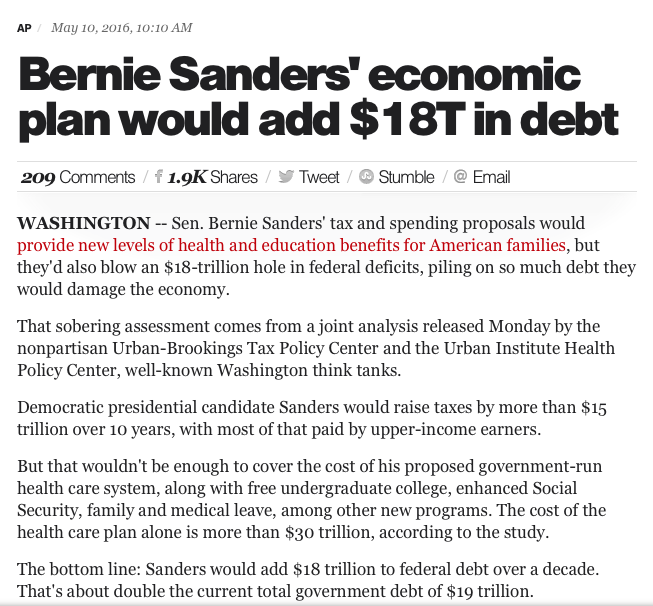 AP / May 10, 2016, 10:10 AM
Bernie Sanders' economic
plan would add $18T in debt
209 Comments / f 1.9K Shares / Tweet / Stumble / @ Email
WASHINGTON -- Sen. Bernie Sanders' tax and spending proposals would
provide new levels of health and education benefits for American families, but
they'd also blow an $18-trillion hole in federal deficits, piling on so much debt they
would damage the economy.
That sobering assessment comes from a joint analysis released Monday by the
nonpartisan Urban-Brookings Tax Policy Center and the Urban Institute Health
Policy Center, well-known Washington think tanks.
Democratic presidential candidate Sanders would raise taxes by more than $15
trillion over 10 years, with most of that paid by upper-income earners.
But that wouldn't be enough to cover the cost of his proposed government-run
health care system, along with free undergraduate college, enhanced Social
Security, family and medical leave, among other new programs. The cost of the
health care plan alone is more than $30 trillion, according to the study.
The bottom line: Sanders would add $18 trillion to federal debt over a decade.
That's about double the current total government debt of $19 trillion.